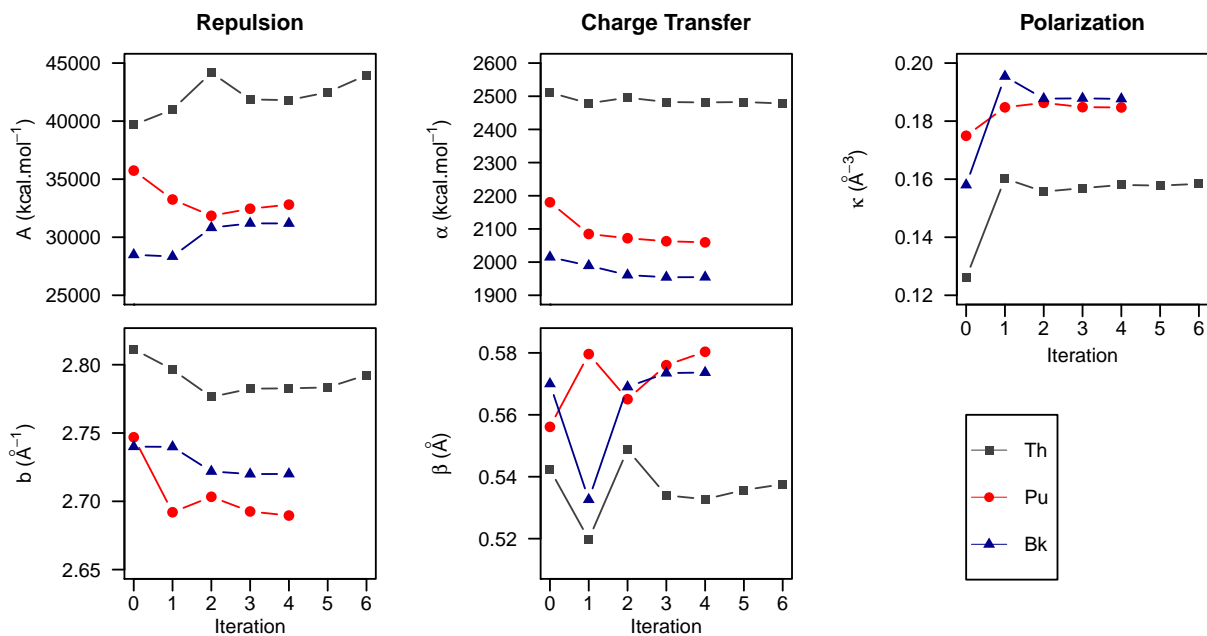 Repulsion
A (kcal.mol⁻¹)
45000
40000
35000
30000
25000
b (Å⁻¹)
2.80
2.75
2.70
2.65
0 1 2 3 4 5 6
Iteration
Charge Transfer
α (kcal.mol⁻¹)
2600
2500
2400
2300
2200
2100
2000
1900
β (Å)
0.58
0.56
0.54
0.52
0 1 2 3 4 5 6
Iteration
Polarization
κ (Å⁻³)
0.20
0.18
0.16
0.14
0.12
0 1 2 3 4 5 6
Iteration
Th
Pu
Bk